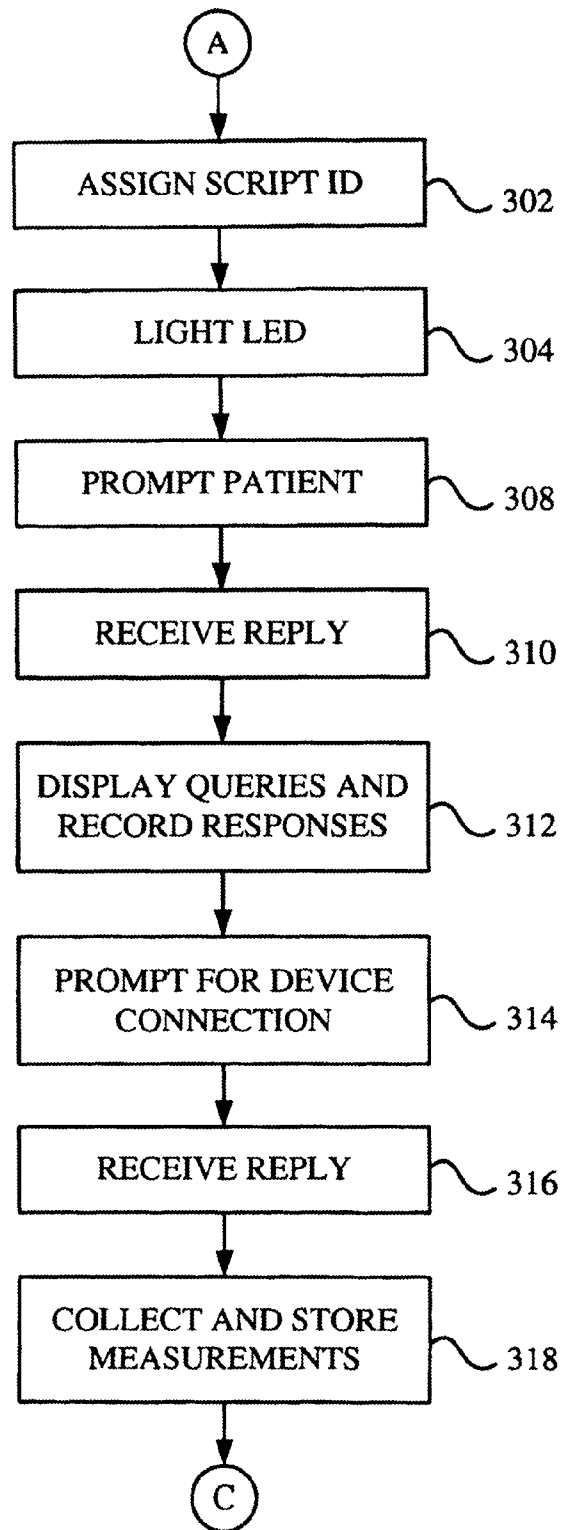 A
ASSIGN SCRIPT ID
302
LIGHT LED
304
PROMPT PATIENT
308
RECEIVE REPLY
310
DISPLAY QUERIES AND
RECORD RESPONSES
312
PROMPT FOR DEVICE
CONNECTION
314
RECEIVE REPLY
316
COLLECT AND STORE
MEASUREMENTS
318
C